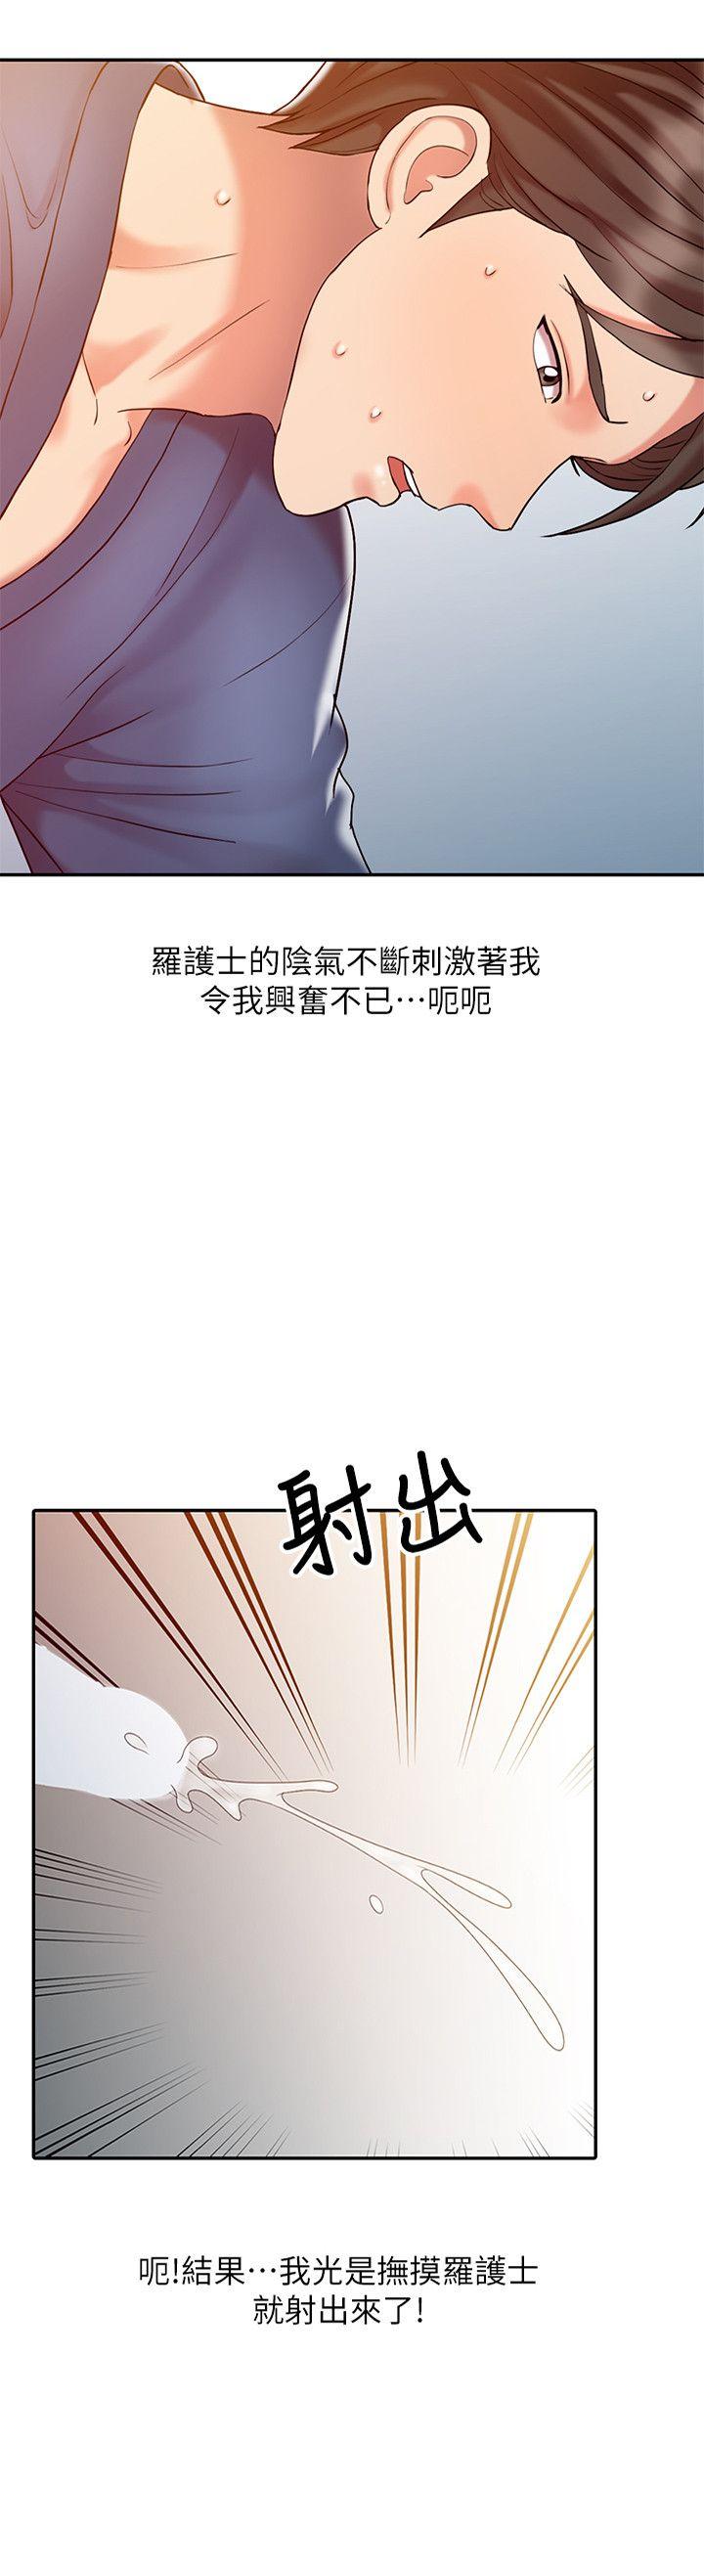 羅護士的陰氣不斷刺激著我
令我興奮不已…呃呃
射出
呃!結果…我光是撫摸羅護士
就射出來了!